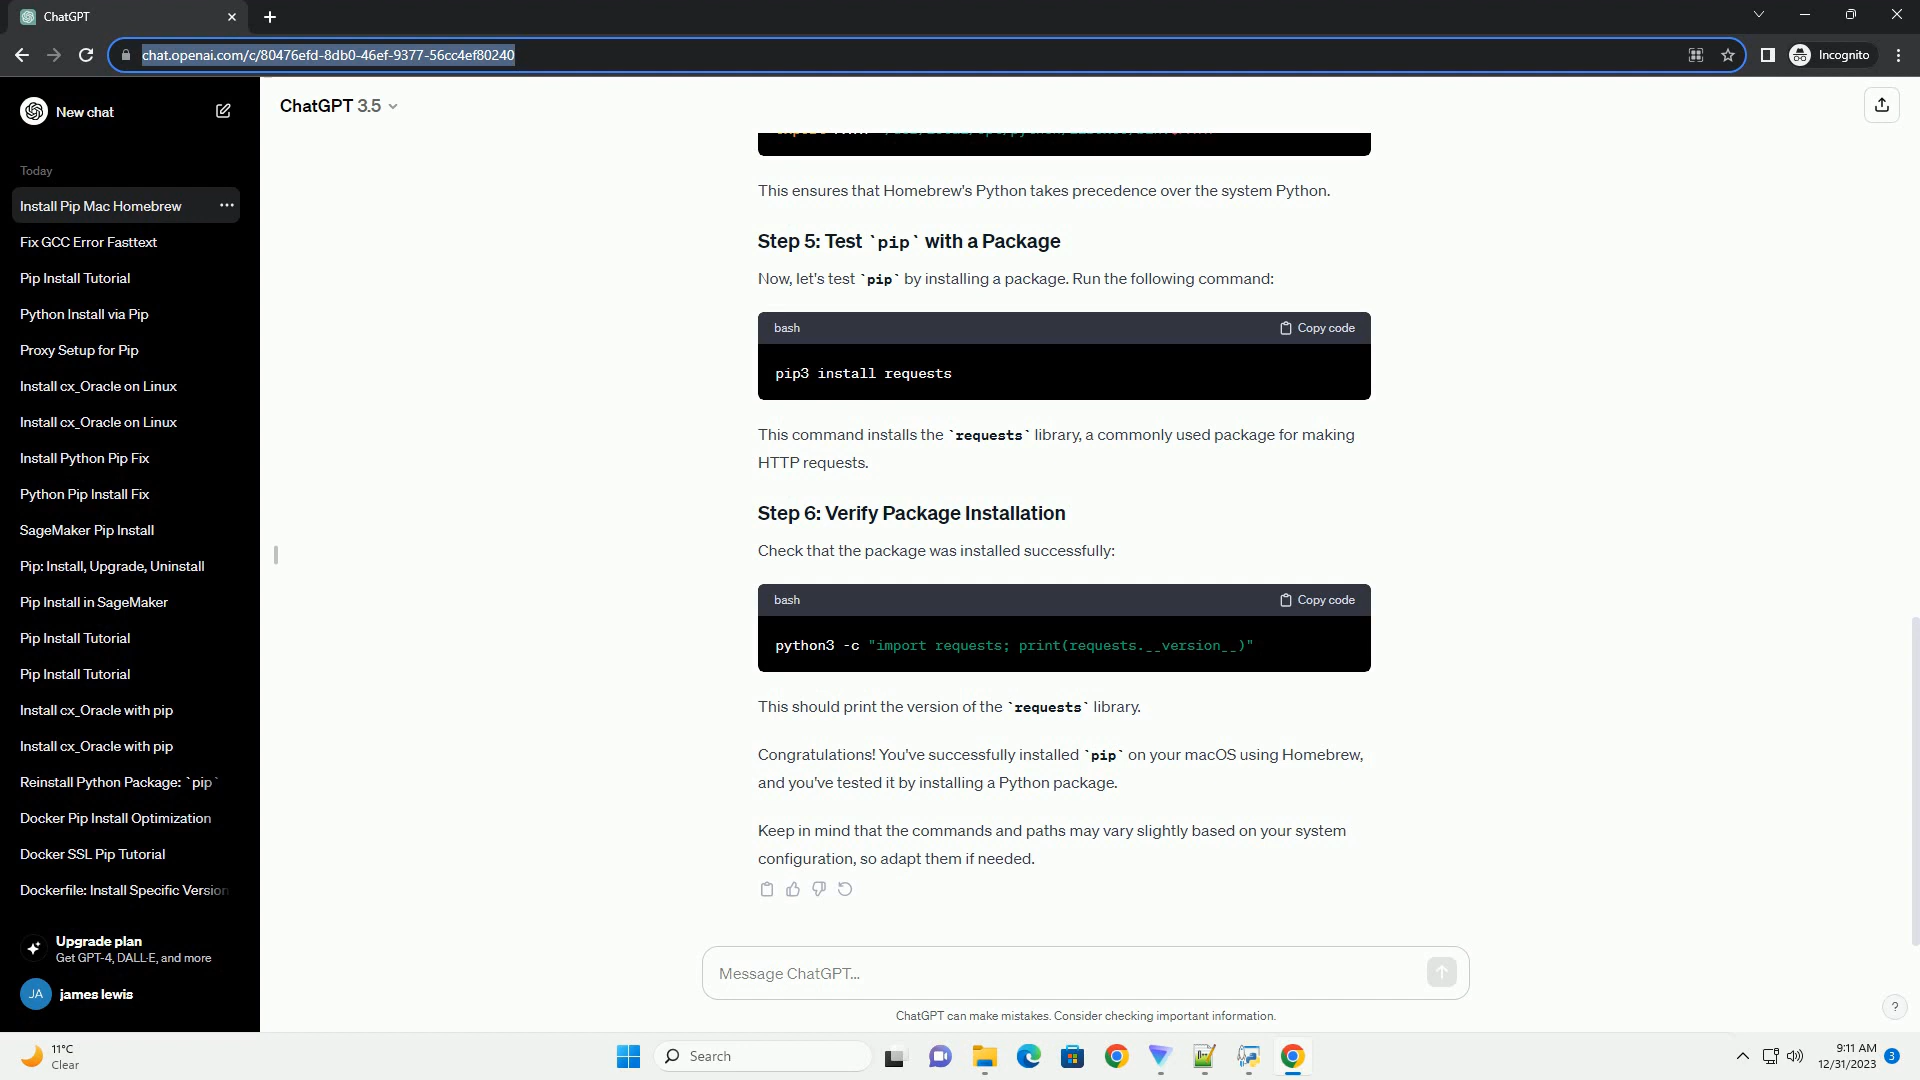 ChatGPT
chat.openai.com/c/80476efd-8db0-46ef-9377-56cc4ef80240
Incognito
New chat
ChatGPT 3.5
Today
Install Pip Mac Homebrew
Fix GCC Error Fasttext
Pip Install Tutorial
Python Install via Pip
Proxy Setup for Pip
Install cx_Oracle on Linux
Install cx_Oracle on Linux
Install Python Pip Fix
Python Pip Install Fix
SageMaker Pip Install
Pip: Install, Upgrade, Uninstall
Pip Install in SageMaker
Pip Install Tutorial
Pip Install Tutorial
Install cx_Oracle with pip
Install cx_Oracle with pip
Reinstall Python Package: `pip`
Docker Pip Install Optimization
Docker SSL Pip Tutorial
Dockerfile: Install Specific Version
Upgrade plan
Get GPT-4, DALL·E, and more
JA james lewis
This ensures that Homebrew's Python takes precedence over the system Python.
Step 5: Test `pip` with a Package
Now, let's test `pip` by installing a package. Run the following command:
bash Copy code
pip3 install requests
This command installs the `requests` library, a commonly used package for making
HTTP requests.
Step 6: Verify Package Installation
Check that the package was installed successfully:
bash Copy code
python3 -c "import requests; print(requests.__version__)"
This should print the version of the `requests` library.
Congratulations! You've successfully installed `pip` on your macOS using Homebrew,
and you've tested it by installing a Python package.
Keep in mind that the commands and paths may vary slightly based on your system
configuration, so adapt them if needed.
Message ChatGPT...
ChatGPT can make mistakes. Consider checking important information.
?
11°C
Clear
Search
9:11 AM
12/31/2023
3